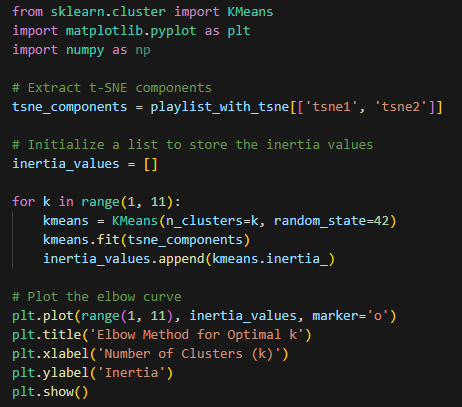 from sklearn.cluster import KMeans
import matplotlib.pyplot as plt
import numpy as np

# Extract t-SNE components
tsne_components = playlist_with_tsne[['tsne1', 'tsne2']]

# Initialize a list to store the inertia values
inertia_values = []

for k in range(1, 11):
    kmeans = KMeans(n_clusters=k, random_state=42)
    kmeans.fit(tsne_components)
    inertia_values.append(kmeans.inertia_)

# Plot the elbow curve
plt.plot(range(1, 11), inertia_values, marker='o')
plt.title('Elbow Method for Optimal k')
plt.xlabel('Number of Clusters (k)')
plt.ylabel('Inertia')
plt.show()